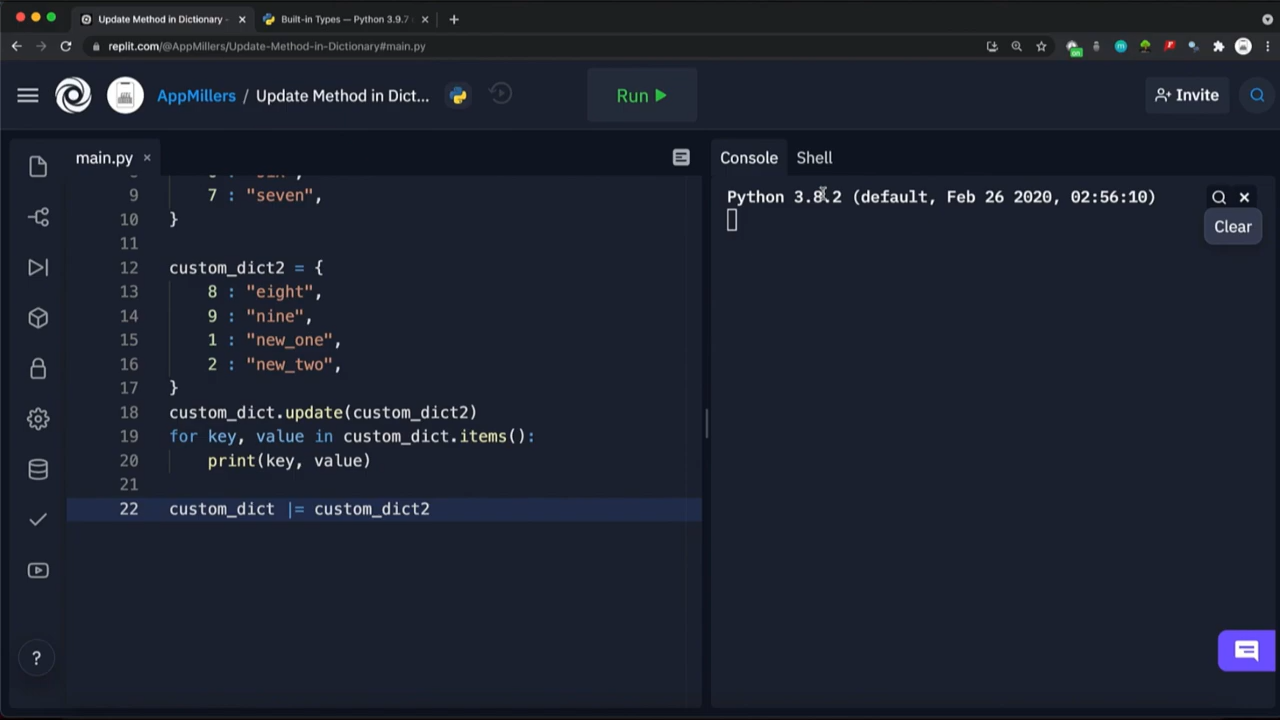 Update Method in Dictionary -
Built-in Types — Python 3.9.7
replit.com/@AppMillers/Update-Method-in-Dictionary#main.py
on
AppMillers / Update Method in Dict...
Run
Invite
main.py
9 7 : "seven",
10 }
11
12 custom_dict2 = {
13 8 : "eight",
14 9 : "nine",
15 1 : "new_one",
16 2 : "new_two",
17 }
18 custom_dict.update(custom_dict2)
19 for key, value in custom_dict.items():
20 print(key, value)
21
22 custom_dict |= custom_dict2
Console Shell
Python 3.8.2 (default, Feb 26 2020, 02:56:10)
Clear
?